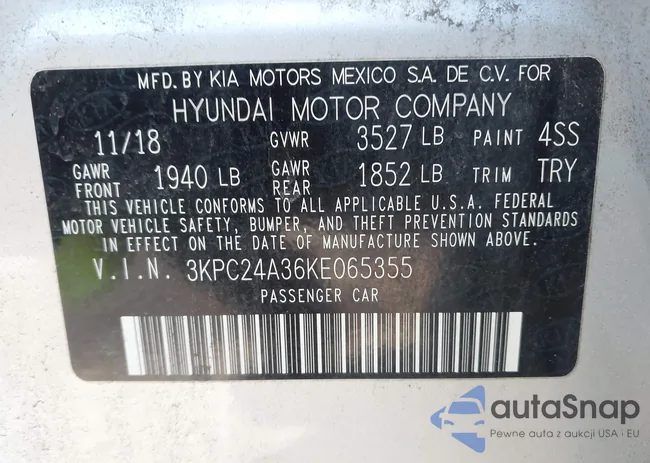 MFD. BY KIA MOTORS MEXICO S.A. DE C.V. FOR
HYUNDAI MOTOR COMPANY
11/18 GVWR 3527 LB PAINT 4SS
GAWR FRONT 1940 LB GAWR REAR 1852 LB TRIM TRY
THIS VEHICLE CONFORMS TO ALL APPLICABLE U.S.A. FEDERAL
MOTOR VEHICLE SAFETY, BUMPER, AND THEFT PREVENTION STANDARDS
IN EFFECT ON THE DATE OF MANUFACTURE SHOWN ABOVE.
V.I.N. 3KPC24A36KE065355
PASSENGER CAR
autaSnap
Pewne auta z aukcji USA i EU